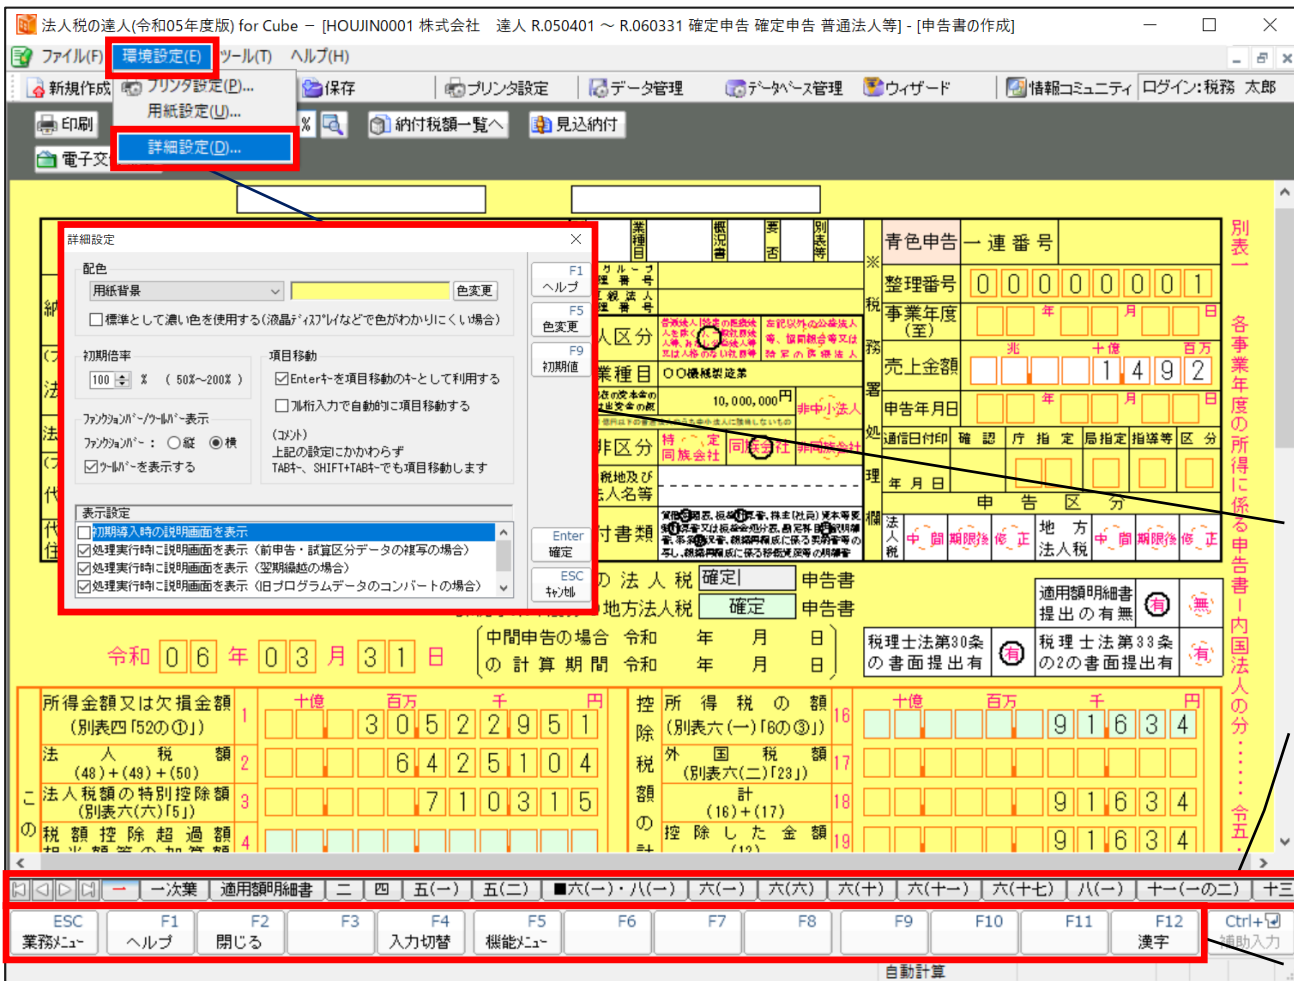 法人税の達人(令和05年度版) for Cube － [HOUJIN0001 株式会社　達人 R.050401 ～ R.060331 確定申告 確定申告 普通法人等] - [申告書の作成]
ファイル(F) 環境設定(E) ツール(T) ヘルプ(H)
新規作成 プリンタ設定(P)... 保存 プリンタ設定 データ管理 データベース管理 ウィザード 情報コミュニティ ログイン:税務 太郎
用紙設定(U)...
詳細設定(D)...
印刷 % 納付税額一覧へ 見込納付
電子交
別表一
各事業年度の所得に係る申告書ー内国法人の分
令五
業種目 概況書 要否 別表等
青色申告 一連番号
整理番号 0 0 0 0 0 0 0 1
事業年度(至) 年 月 日
売上金額 兆 十億 百万
1 4 9 2
申告年月日 年 月 日
通信日付印 確認 庁指定 局指定 指導等 区分
年月日
申告区分
法人税 中間 期限後 修正 地方法人税 中間 期限後 修正
※税務署処理欄
人区分
業種目 〇〇機械製造業
10,000,000円 非中小法人
非区分 特定同族会社 同族会社 非同族会社
税地及び
法人名等
付書類
詳細設定
配色
用紙背景 色変更
標準として濃い色を使用する(液晶ディスプレイなどで色がわかりにくい場合)
初期倍率
100 % ( 50%～200% )
項目移動
Enterキーを項目移動のキーとして利用する
フル桁入力で自動的に項目移動する
(コメント)
上記の設定にかかわらず
TABキー、SHIFT+TABキーでも項目移動します
ファンクションバー/ツールバー表示
ファンクションバー： 縦 横
ツールバーを表示する
表示設定
初期導入時の説明画面を表示
処理実行時に説明画面を表示（前申告・試算区分データの複写の場合）
処理実行時に説明画面を表示（翌期繰越の場合）
処理実行時に説明画面を表示（旧プログラムデータのコンバートの場合）
F1 ヘルプ
F5 色変更
F9 初期値
Enter 確定
ESC キャンセル
の 法 人 税 確定 申告書
地方法人税 確定 申告書
適用額明細書提出の有無 有 無
税理士法第30条の書面提出有 有 税理士法第33条の2の書面提出有 有
令和 06 年 03 月 31 日
(中間申告の場合の計算期間 令和 年 月 日 令和 年 月 日)
所得金額又は欠損金額(別表四「52の①」) 1 十億 百万 千 円 3 0 5 2 2 9 5 1
法人税額(48)+(49)+(50) 2 6 4 2 5 1 0 4
法人税額の特別控除額(別表六(六)「5」) 3 7 1 0 3 1 5
税額控除超過額 4
この
控除税額の計
所得税の額(別表六(一)「6の③」) 16 十億 百万 千 円 9 1 6 3 4
外国税額(別表六(二)「23」) 17
計(16)+(17) 18 9 1 6 3 4
控除した金額 19 9 1 6 3 4
一 一次葉 適用額明細書 二 四 五(一) 五(二) ■六(一)・八(一) 六(一) 六(六) 六(十) 六(十一) 六(十七) 八(一) 十一(一の二) 十三
ESC 業務メニュー F1 ヘルプ F2 閉じる F3 F4 入力切替 F5 機能メニュー F6 F7 F8 F9 F10 F11 F12 漢字 Ctrl+ 補助入力
自動計算